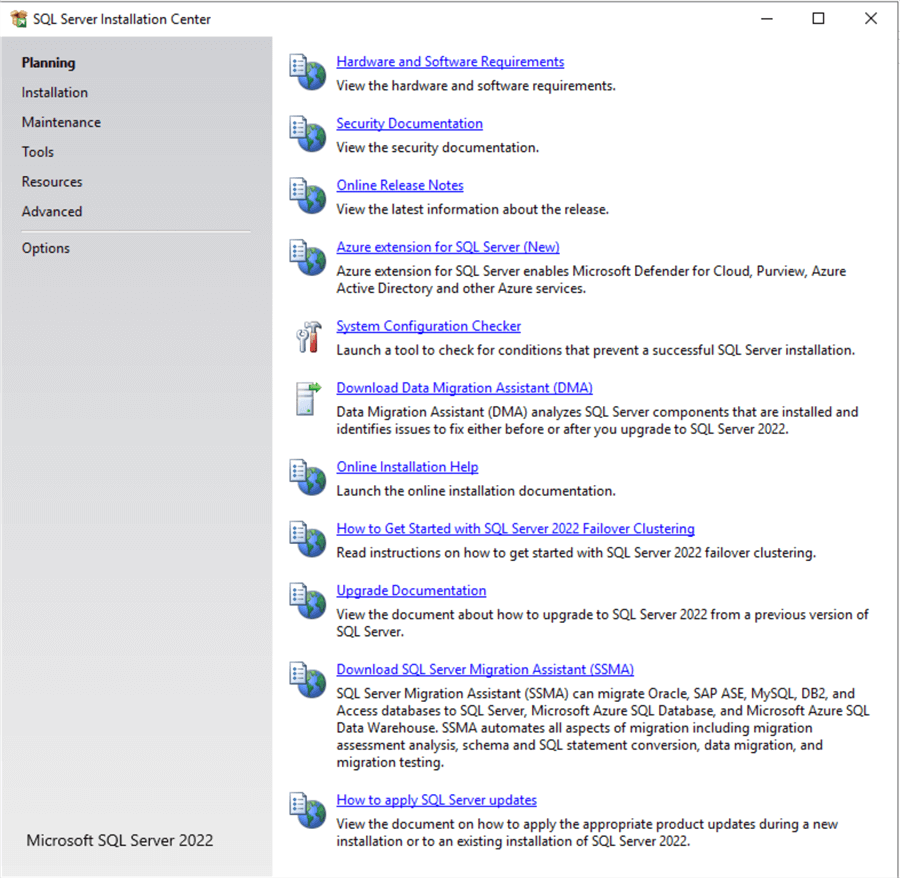 SQL Server Installation Center
Planning
Installation
Maintenance
Tools
Resources
Advanced
Options
Microsoft SQL Server 2022
Hardware and Software Requirements
View the hardware and software requirements.
Security Documentation
View the security documentation.
Online Release Notes
View the latest information about the release.
Azure extension for SQL Server (New)
Azure extension for SQL Server enables Microsoft Defender for Cloud, Purview, Azure
Active Directory and other Azure services.
System Configuration Checker
Launch a tool to check for conditions that prevent a successful SQL Server installation.
Download Data Migration Assistant (DMA)
Data Migration Assistant (DMA) analyzes SQL Server components that are installed and
identifies issues to fix either before or after you upgrade to SQL Server 2022.
Online Installation Help
Launch the online installation documentation.
How to Get Started with SQL Server 2022 Failover Clustering
Read instructions on how to get started with SQL Server 2022 failover clustering.
Upgrade Documentation
View the document about how to upgrade to SQL Server 2022 from a previous version of
SQL Server.
Download SQL Server Migration Assistant (SSMA)
SQL Server Migration Assistant (SSMA) can migrate Oracle, SAP ASE, MySQL, DB2, and
Access databases to SQL Server, Microsoft Azure SQL Database, and Microsoft Azure SQL
Data Warehouse. SSMA automates all aspects of migration including migration
assessment analysis, schema and SQL statement conversion, data migration, and
migration testing.
How to apply SQL Server updates
View the document on how to apply the appropriate product updates during a new
installation or to an existing installation of SQL Server 2022.